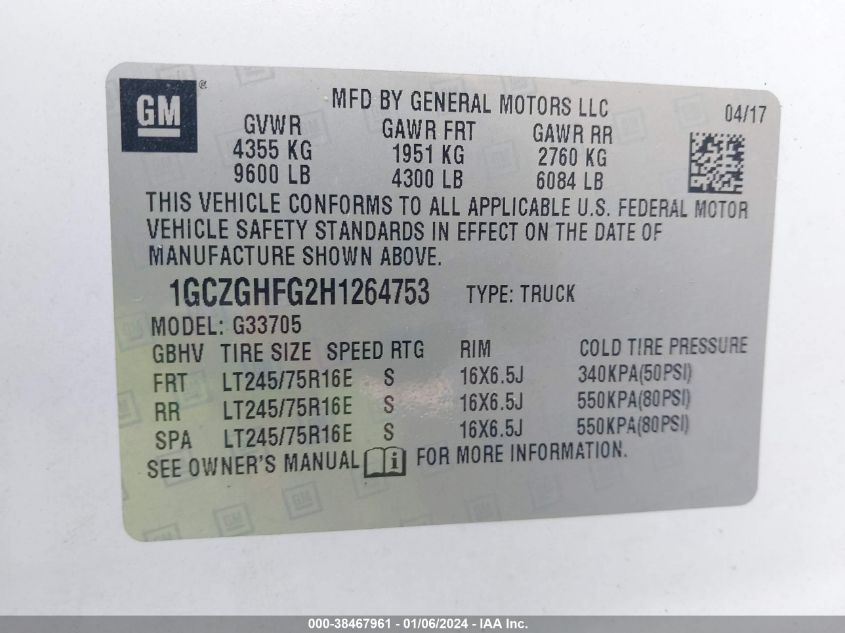 GM®
MFD BY GENERAL MOTORS LLC
04/17
GVWR GAWR FRT GAWR RR
4355 KG 1951 KG 2760 KG
9600 LB 4300 LB 6084 LB
THIS VEHICLE CONFORMS TO ALL APPLICABLE U.S. FEDERAL MOTOR
VEHICLE SAFETY STANDARDS IN EFFECT ON THE DATE OF
MANUFACTURE SHOWN ABOVE.
1GCZGHFG2H1264753 TYPE: TRUCK
MODEL: G33705
GBHV TIRE SIZE SPEED RTG RIM COLD TIRE PRESSURE
FRT LT245/75R16E S 16X6.5J 340KPA(50PSI)
RR LT245/75R16E S 16X6.5J 550KPA(80PSI)
SPA LT245/75R16E S 16X6.5J 550KPA(80PSI)
SEE OWNER'S MANUAL i FOR MORE INFORMATION.
000-38467961 - 01/06/2024 - IAA Inc.